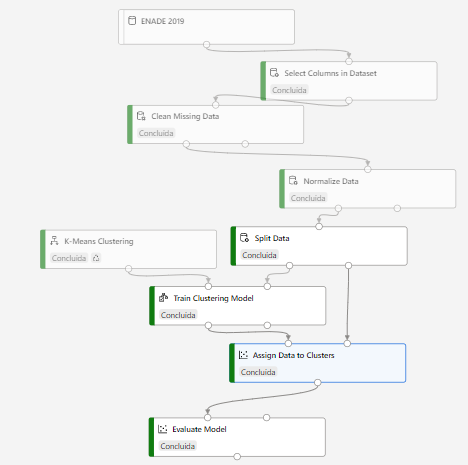 ENADE 2019
Select Columns in Dataset
Concluída
Clean Missing Data
Concluída
Normalize Data
Concluída
Split Data
Concluída
K-Means Clustering
Concluída
Train Clustering Model
Concluída
Assign Data to Clusters
Concluída
Evaluate Model
Concluída